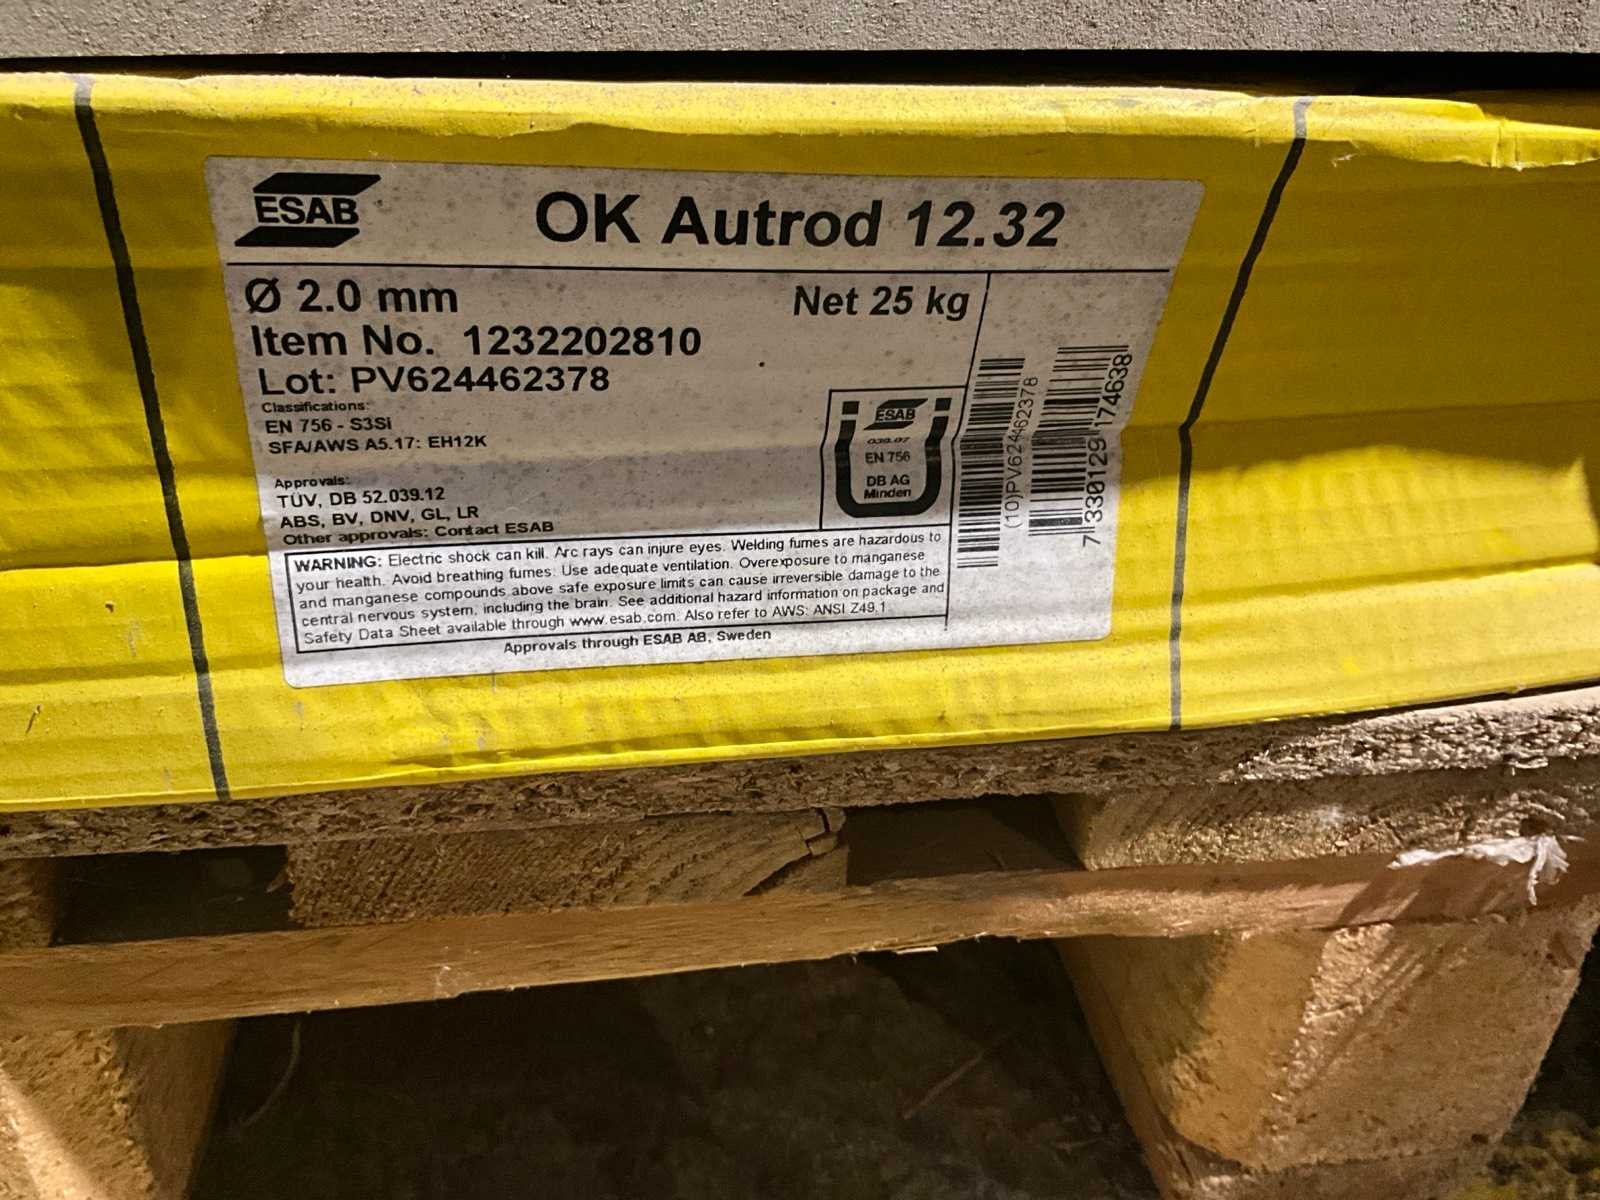 ESAB
OK Autrod 12.32
Ø 2.0 mm
Net 25 kg
Item No. 1232202810
Lot: PV624462378
Classifications:
EN 756 - S3Si
SFA/AWS A5.17: EH12K
Approvals:
TÜV, DB 52.039.12
ABS, BV, DNV, GL, LR
Other approvals: Contact ESAB
ESAB
039.07
EN 756
DB AG
Minden
(10)PV624462378
7330129174638
WARNING: Electric shock can kill. Arc rays can injure eyes. Welding fumes are hazardous to
your health. Avoid breathing fumes. Use adequate ventilation. Overexposure to manganese
and manganese compounds above safe exposure limits can cause irreversible damage to the
central nervous system, including the brain. See additional hazard information on package and
Safety Data Sheet available through www.esab.com. Also refer to AWS: ANSI Z49.1
Approvals through ESAB AB, Sweden